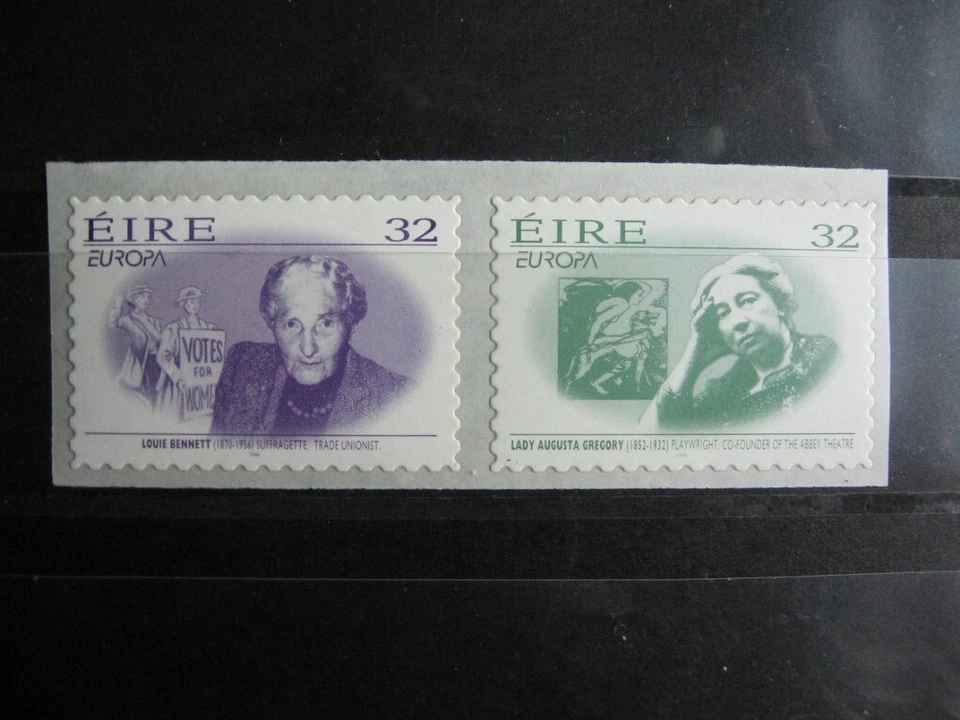 ÉIRE 32
EUROPA
VOTES
FOR
WOME
LOUIE BENNETT (1870-1956) SUFFRAGETTE, TRADE UNIONIST.
ÉIRE 32
EUROPA
LADY AUGUSTA GREGORY (1852-1932) PLAYWRIGHT. CO-FOUNDER OF THE ABBEY THEATRE